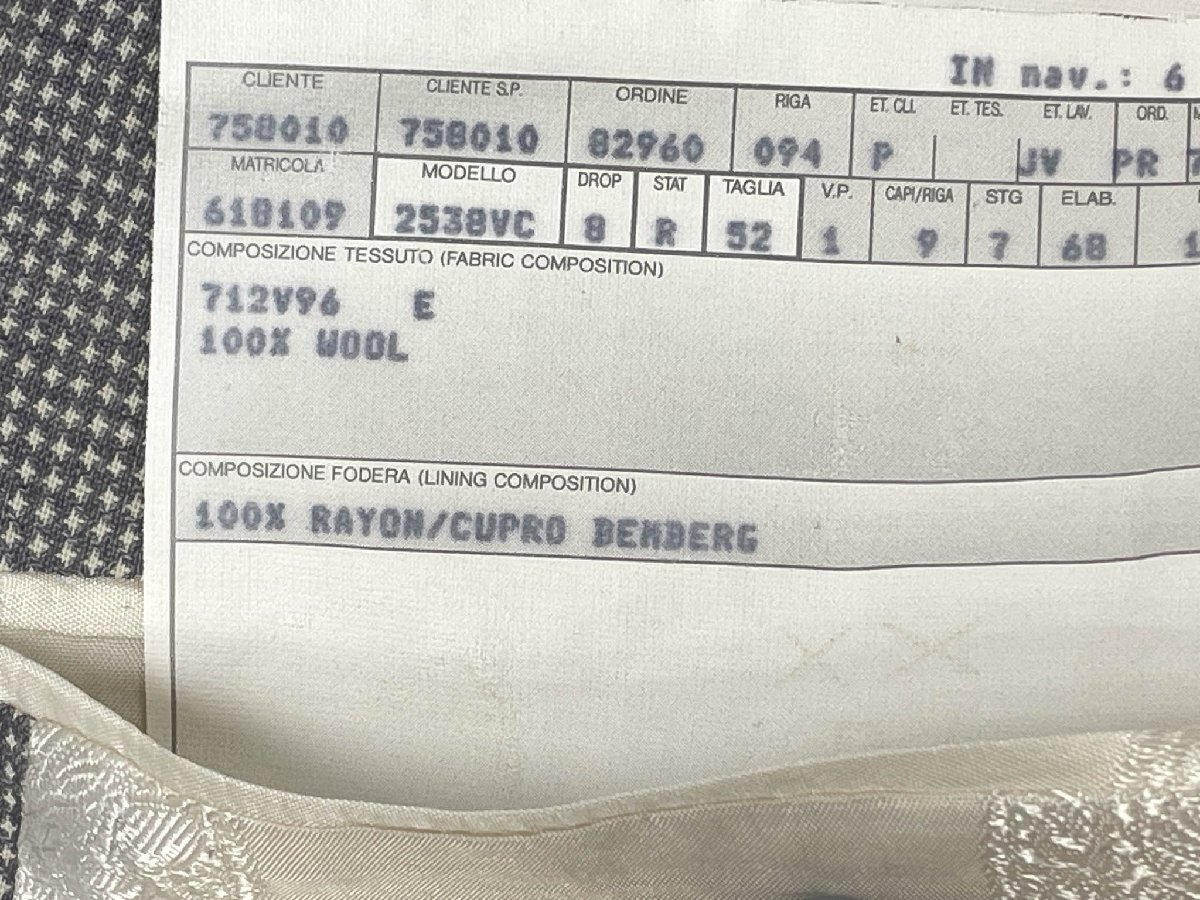 IN nav.: 6
CLIENTE CLIENTE S.P. ORDINE RIGA ET. CLI. ET. TES. ET. LAV. ORD.
758010 758010 82960 094 P JV PR
MATRICOLA MODELLO DROP STAT TAGLIA V.P. CAPI/RIGA STG ELAB.
618109 2538VC 8 R 52 1 9 7 68 1
COMPOSIZIONE TESSUTO (FABRIC COMPOSITION)
712V96 E
100% WOOL
COMPOSIZIONE FODERA (LINING COMPOSITION)
100% RAYON/CUPRO BEMBERG